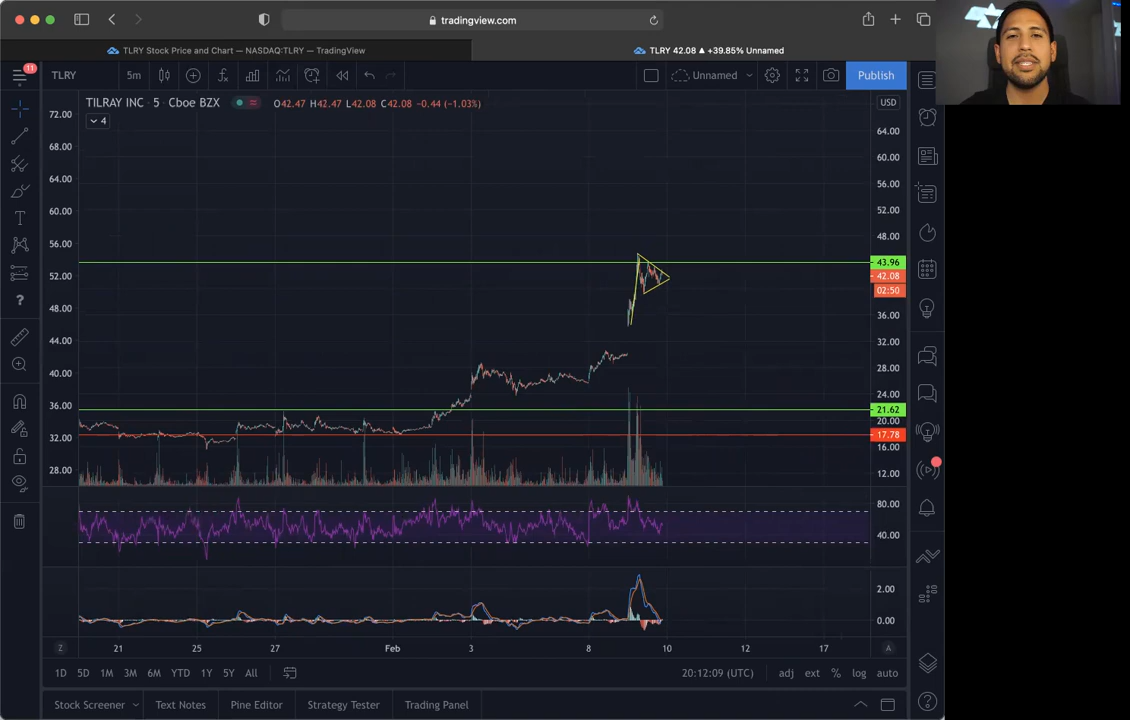 tradingview.com
TLRY Stock Price and Chart — NASDAQ:TLRY — TradingView
TLRY 42.08 ▲ +39.85% Unnamed
11
TLRY
5m
Unnamed
Publish
TILRAY INC · 5 · Cboe BZX
O42.47 H42.47 L42.08 C42.08 -0.44 (-1.03%)
USD
4
72.00
68.00
64.00
60.00
56.00
52.00
48.00
44.00
40.00
36.00
32.00
28.00
64.00
60.00
56.00
52.00
48.00
43.96
42.08
02:50
36.00
32.00
28.00
24.00
21.62
20.00
17.78
16.00
12.00
80.00
40.00
2.00
0.00
Z
21
25
27
Feb
3
8
10
12
17
A
1D
5D
1M
3M
6M
YTD
1Y
5Y
All
20:12:09 (UTC)
adj
ext
%
log
auto
Stock Screener
Text Notes
Pine Editor
Strategy Tester
Trading Panel